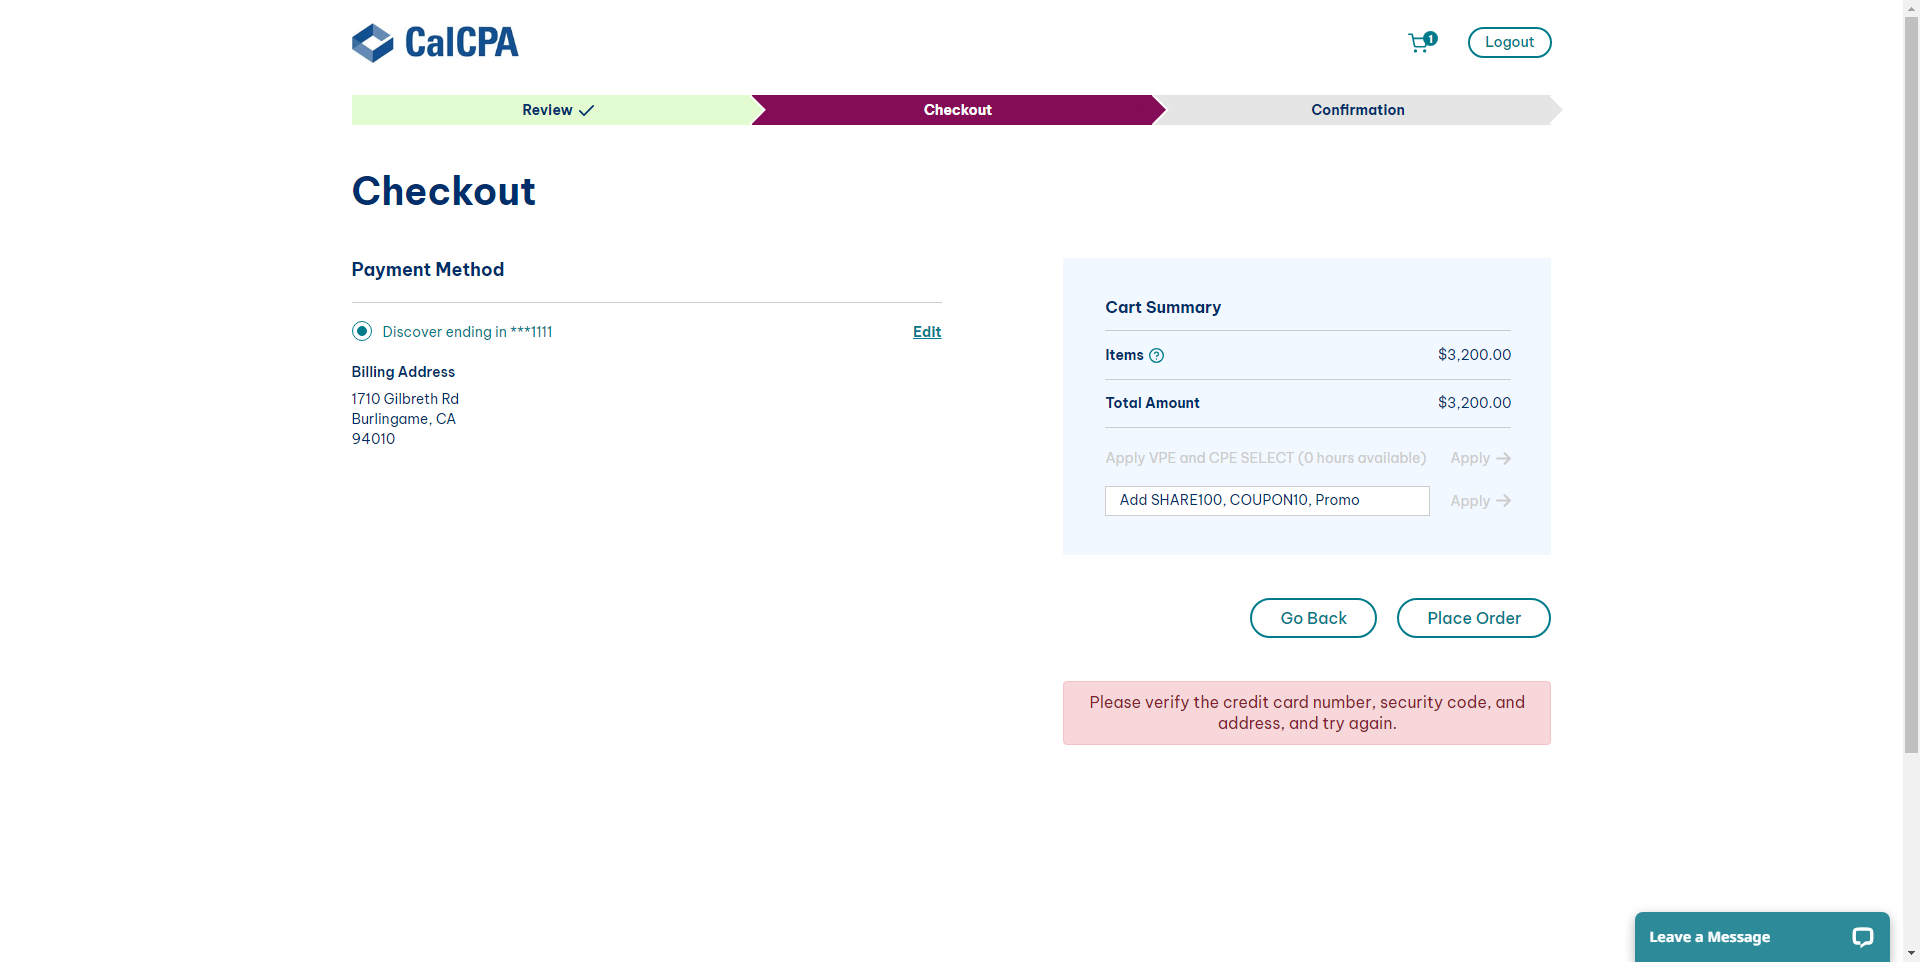 CalCPA
1
Logout
Review
Checkout
Confirmation
Checkout
Payment Method
Discover ending in ***1111
Edit
Billing Address
1710 Gilbreth Rd
Burlingame, CA
94010
Cart Summary
Items ?
$3,200.00
Total Amount
$3,200.00
Apply VPE and CPE SELECT (0 hours available)
Apply
Add SHARE100, COUPON10, Promo
Apply
Go Back
Place Order
Please verify the credit card number, security code, and
address, and try again.
Leave a Message